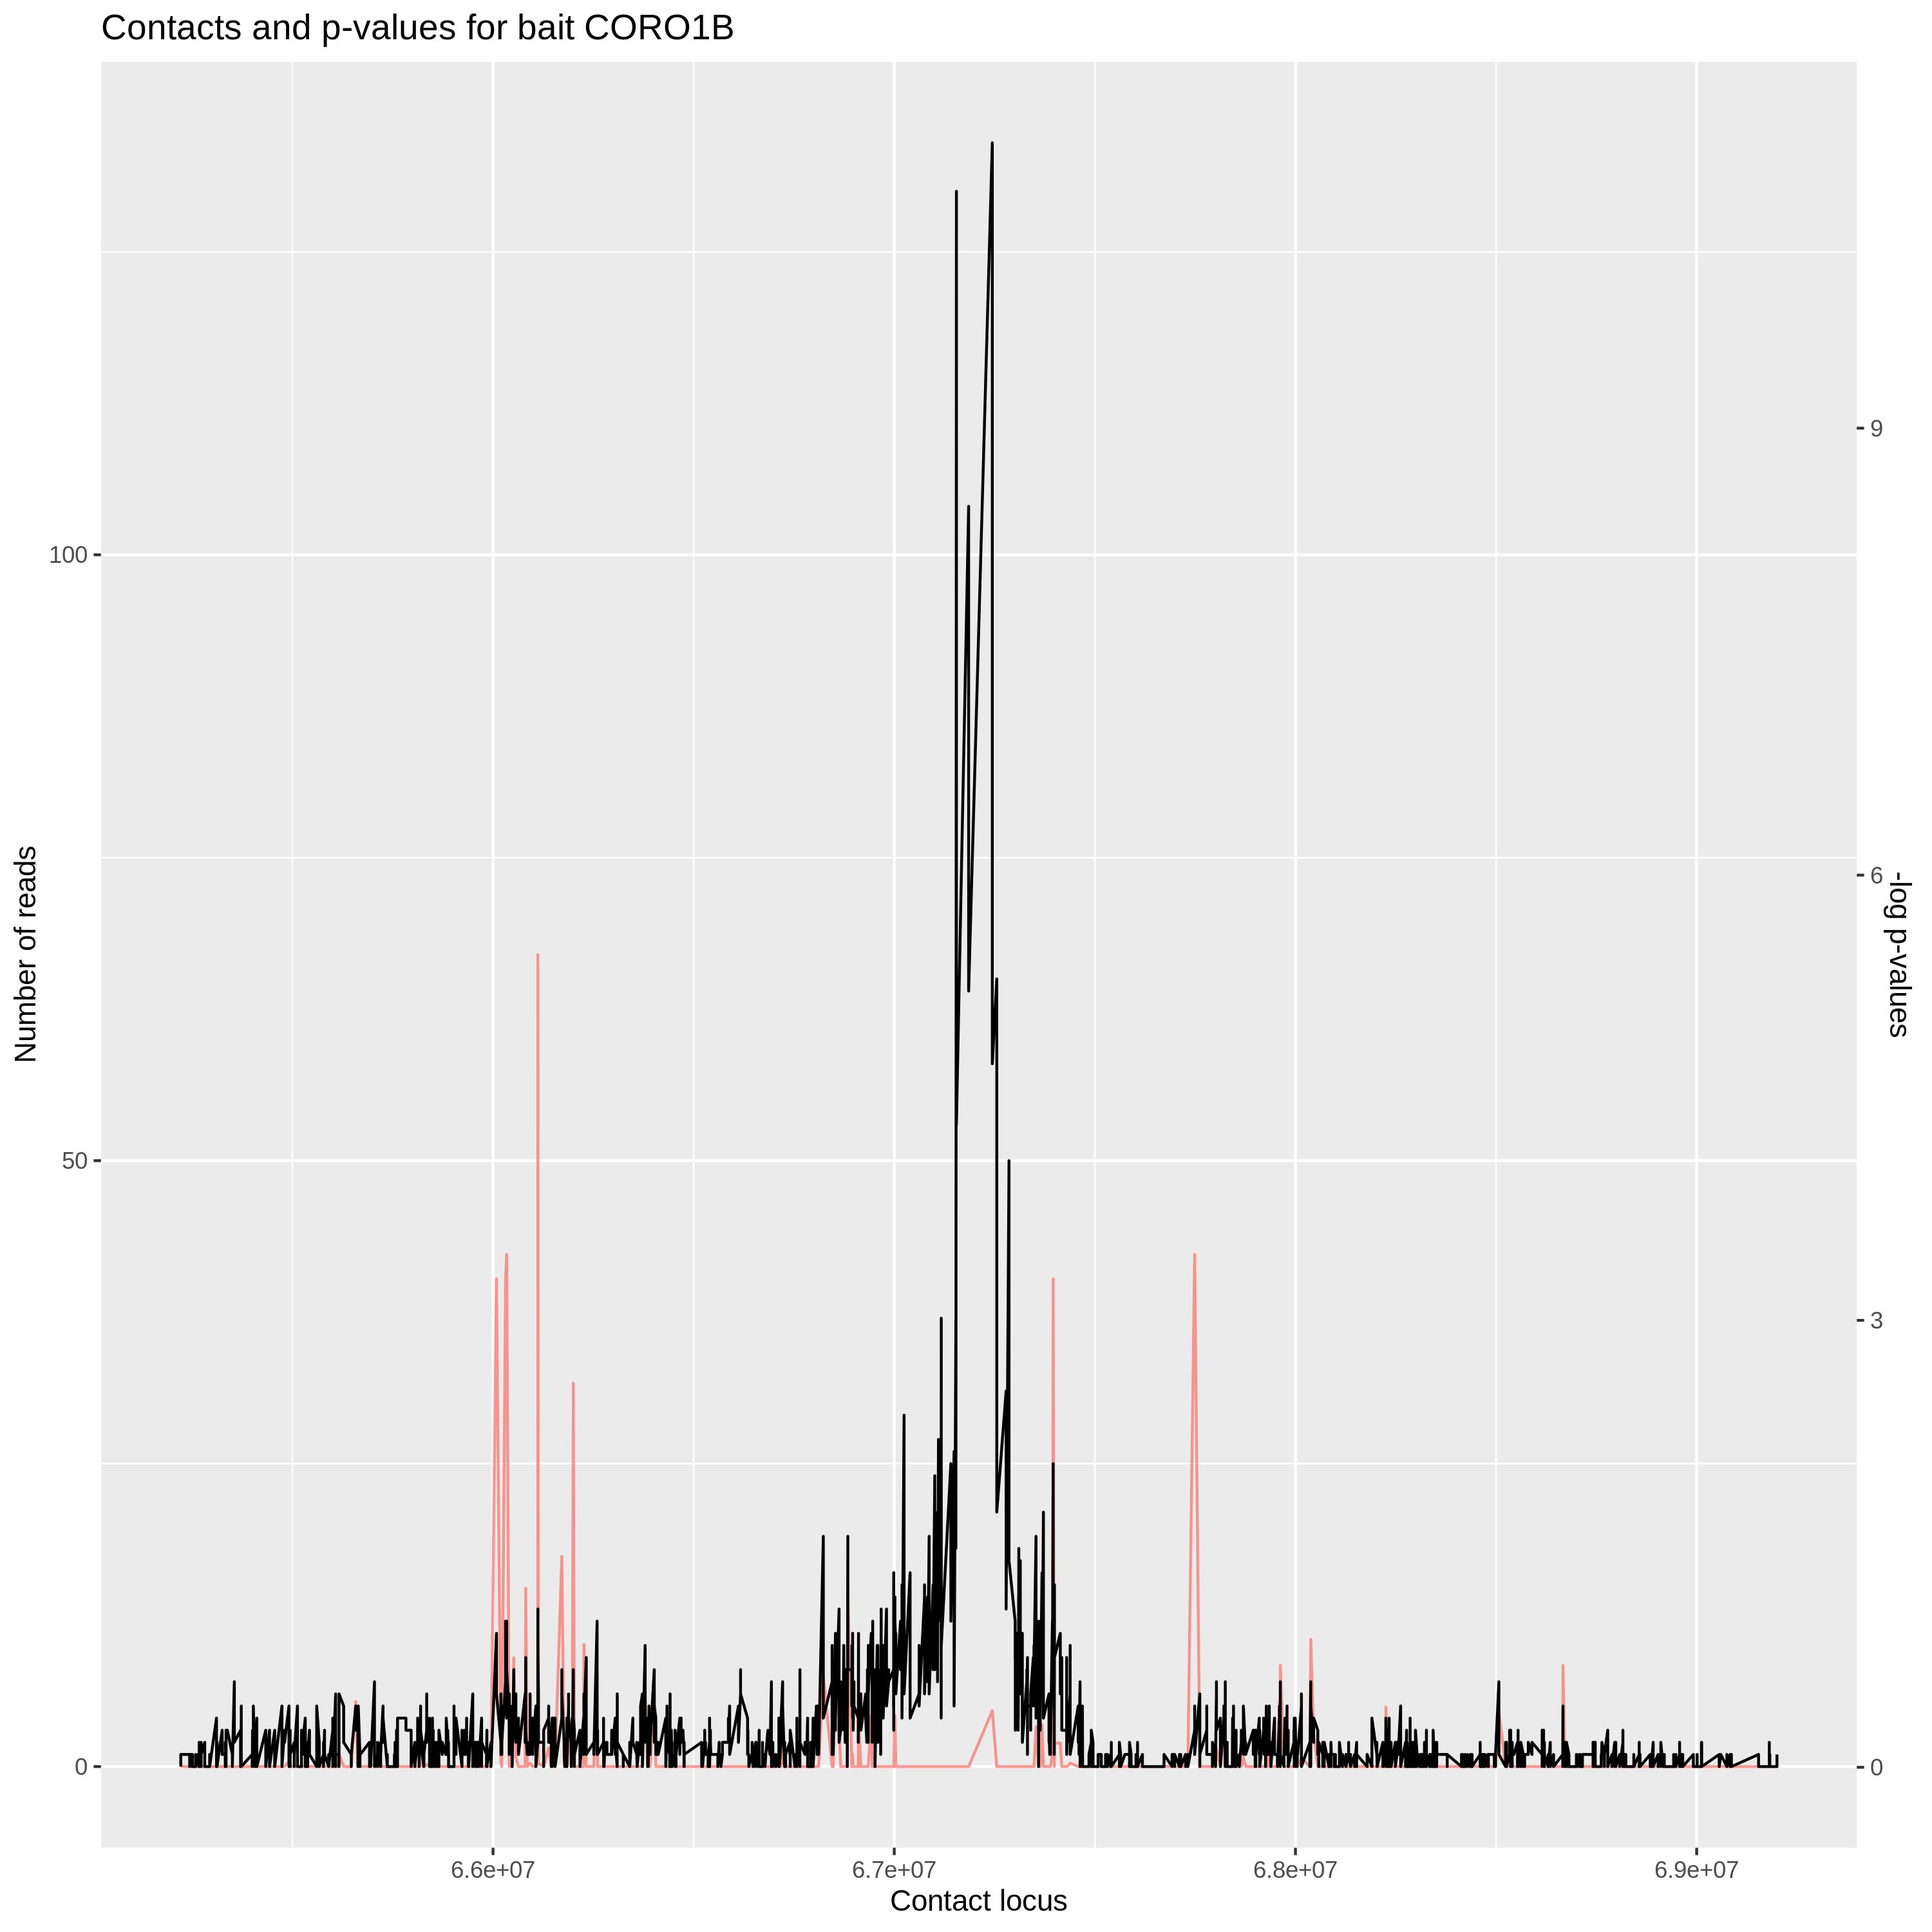 Contacts and p-values for bait CORO1B
Number of reads
100
50
0
9
6
3
0
-log p-values
6.6e+07
6.7e+07
6.8e+07
6.9e+07
Contact locus